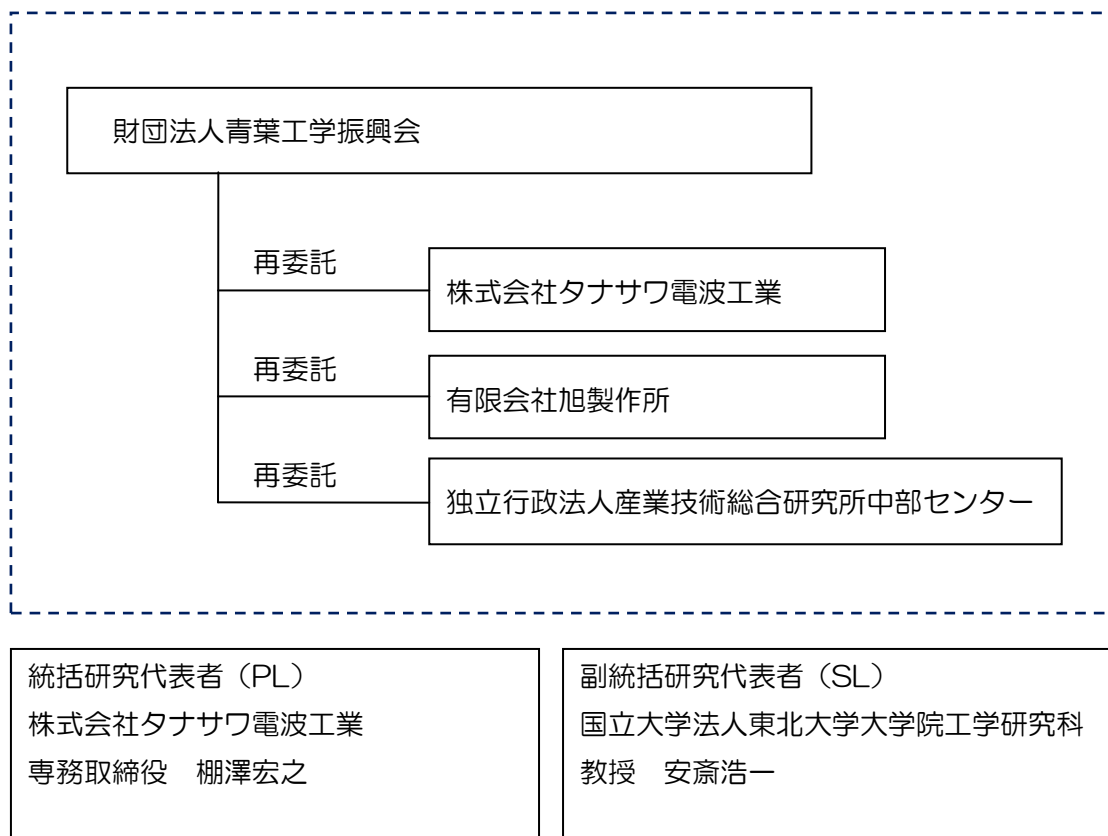 財団法人青葉工学振興会
再委託
株式会社タナサワ電波工業
再委託
有限会社旭製作所
再委託
独立行政法人産業技術総合研究所中部センター
統括研究代表者（PL）
株式会社タナサワ電波工業
専務取締役　棚澤宏之
副統括研究代表者（SL）
国立大学法人東北大学大学院工学研究科
教授　安斎浩一